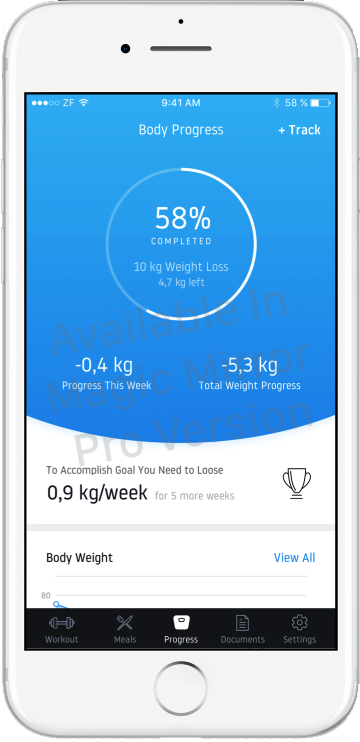 ZF 9:41 AM 58 %
Body Progress + Track
58%
COMPLETED
10 kg Weight Loss
4,7 kg left
Available in
Magic Mirror
Pro Version
-0,4 kg -5,3 kg
Progress This Week Total Weight Progress
To Accomplish Goal You Need to Loose
0,9 kg/week for 5 more weeks
Body Weight View All
80
Workout Meals Progress Documents Settings